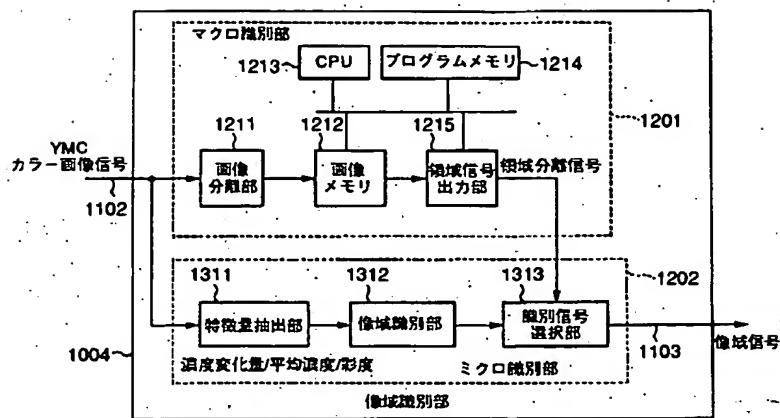 マクロ識別部
1213
CPU
プログラムメモリ
1214
1211
1212
1215
1201
YMC
カラー画像信号
画像
分離部
画像
メモリ
領域信号
出力部
領域分離信号
1102
1202
1311
1312
1313
特徴量抽出部
像域識別部
識別信号
選択部
1103
像域信号
1004
濃度変化量/平均濃度/彩度
ミクロ識別部
像域識別部